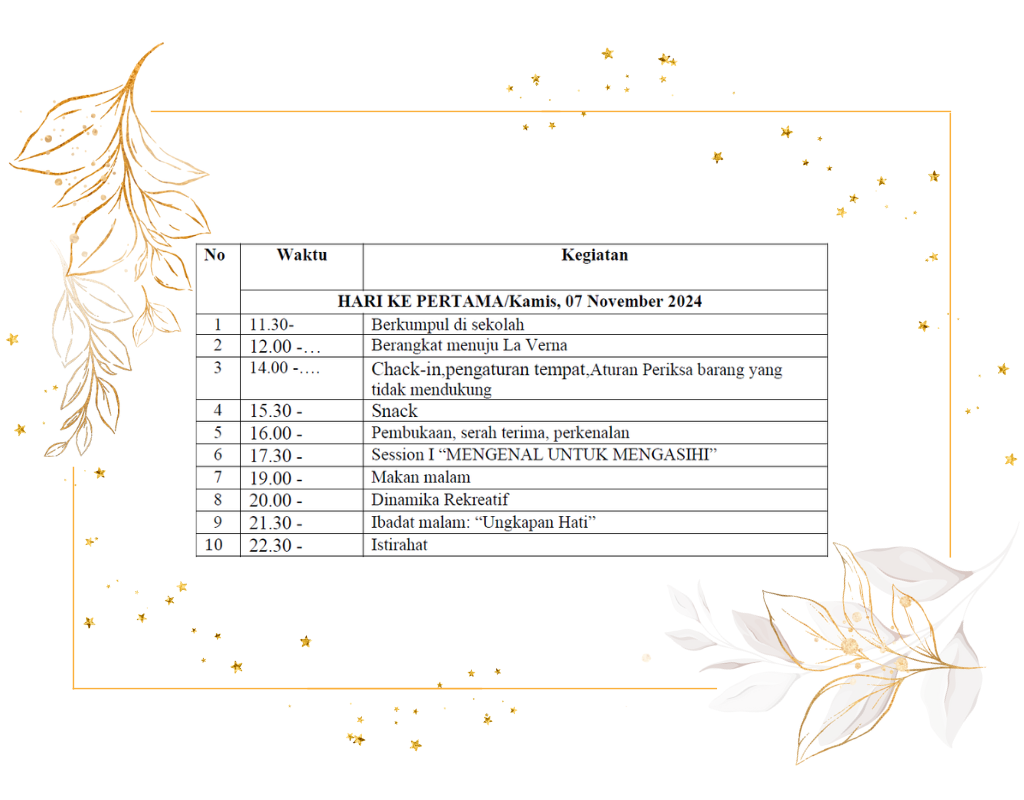 No Waktu Kegiatan
HARI KE PERTAMA/Kamis, 07 November 2024
1 11.30- Berkumpul di sekolah
2 12.00 -… Berangkat menuju La Verna
3 14.00 -…. Chack-in,pengaturan tempat,Aturan Periksa barang yang
tidak mendukung
4 15.30 - Snack
5 16.00 - Pembukaan, serah terima, perkenalan
6 17.30 - Session I “MENGENAL UNTUK MENGASIHI”
7 19.00 - Makan malam
8 20.00 - Dinamika Rekreatif
9 21.30 - Ibadat malam: “Ungkapan Hati”
10 22.30 - Istirahat